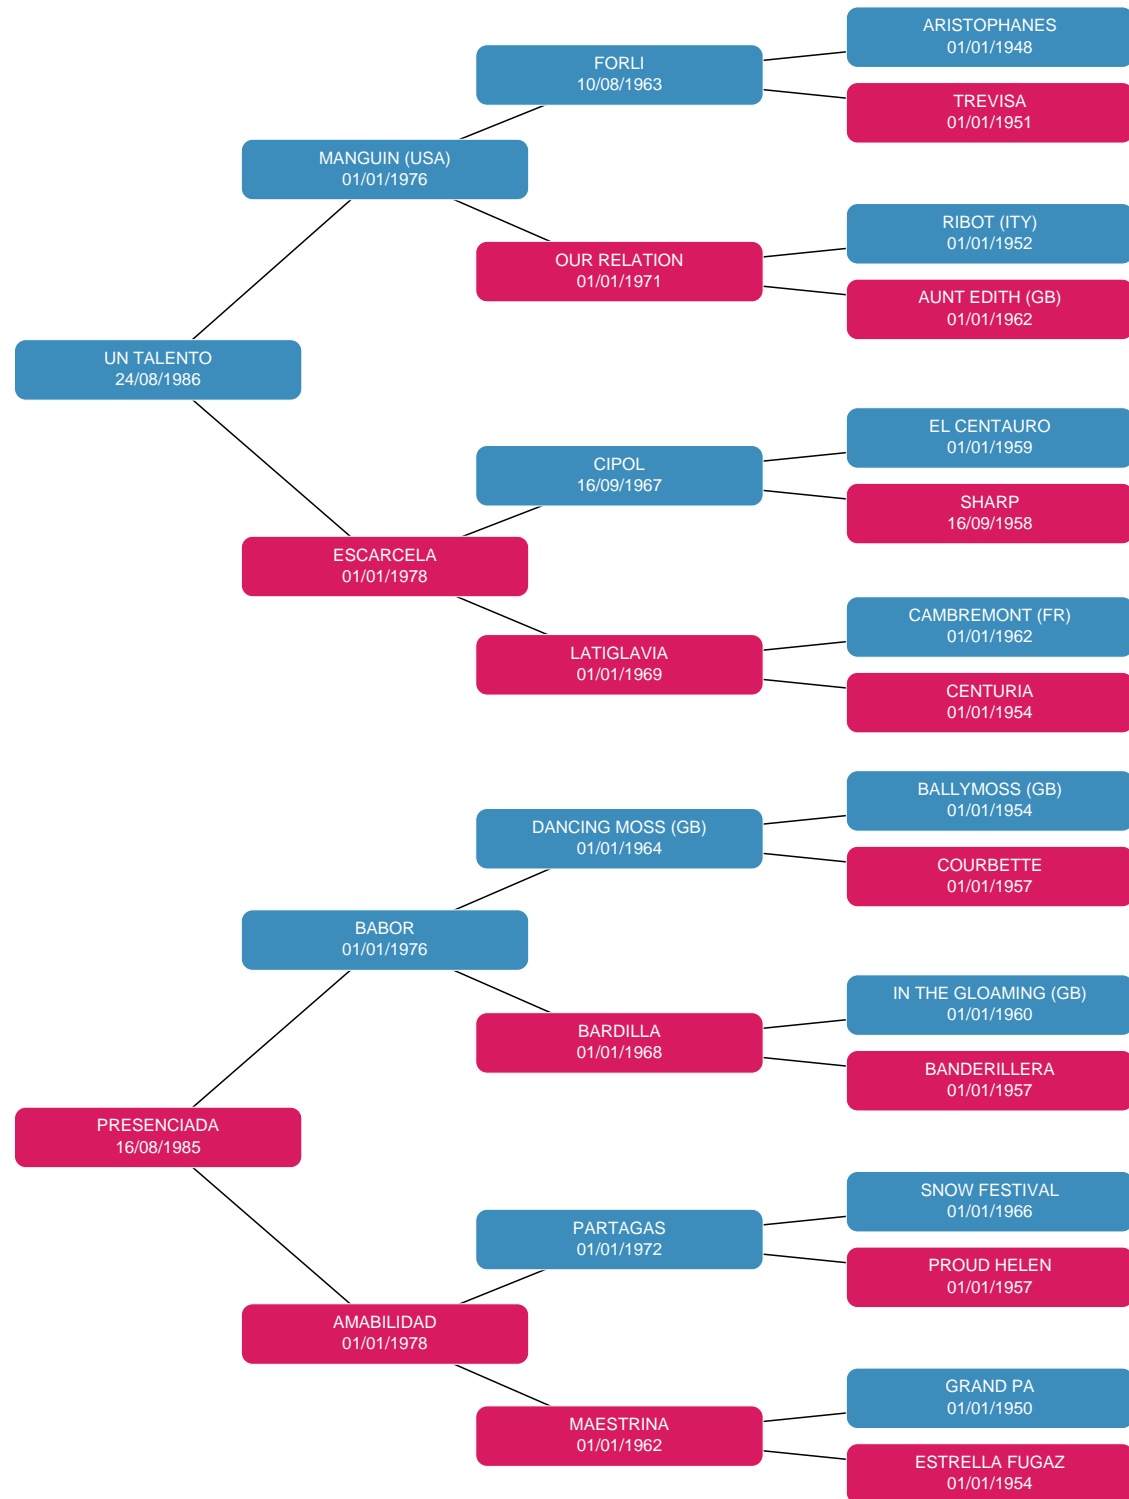 ARISTOPHANES
01/01/1948
FORLI
10/08/1963
TREVISA
01/01/1951
MANGUIN (USA)
01/01/1976
RIBOT (ITY)
01/01/1952
OUR RELATION
01/01/1971
AUNT EDITH (GB)
01/01/1962
UN TALENTO
24/08/1986
EL CENTAURO
01/01/1959
CIPOL
16/09/1967
SHARP
16/09/1958
ESCARCELA
01/01/1978
CAMBREMONT (FR)
01/01/1962
LATIGLAVIA
01/01/1969
CENTURIA
01/01/1954
BALLYMOSS (GB)
01/01/1954
DANCING MOSS (GB)
01/01/1964
COURBETTE
01/01/1957
BABOR
01/01/1976
IN THE GLOAMING (GB)
01/01/1960
BARDILLA
01/01/1968
BANDERILLERA
01/01/1957
PRESENCIADA
16/08/1985
SNOW FESTIVAL
01/01/1966
PARTAGAS
01/01/1972
PROUD HELEN
01/01/1957
AMABILIDAD
01/01/1978
GRAND PA
01/01/1950
MAESTRINA
01/01/1962
ESTRELLA FUGAZ
01/01/1954